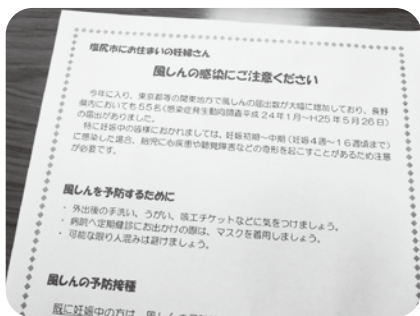 塩尻市にお住まいの妊婦さん
風しんの感染にご注意ください
今年に入り、東京都等の関東地方で風しんの届出数が大幅に増加しており、長野
県内においても55名(感染症発生動向調査平成24年1月~H25年5月26日)
の届出がありました。
特に妊娠中の皆様におかれましては、妊娠初期~中期(妊娠4週~16週頃まで)
に感染した場合、胎児に心疾患や聴覚障害などの奇形を起こすことがあるため注意
が必要です。
風しんを予防するために
・外出後の手洗い、うがい、咳エチケットなどに気をつけましょう。
・病院へ定期健診にお出かけの際は、マスクを着用しましょう。
・可能な限り人混みは避けましょう。
風しんの予防接種
既に妊娠中の方は、風しんの